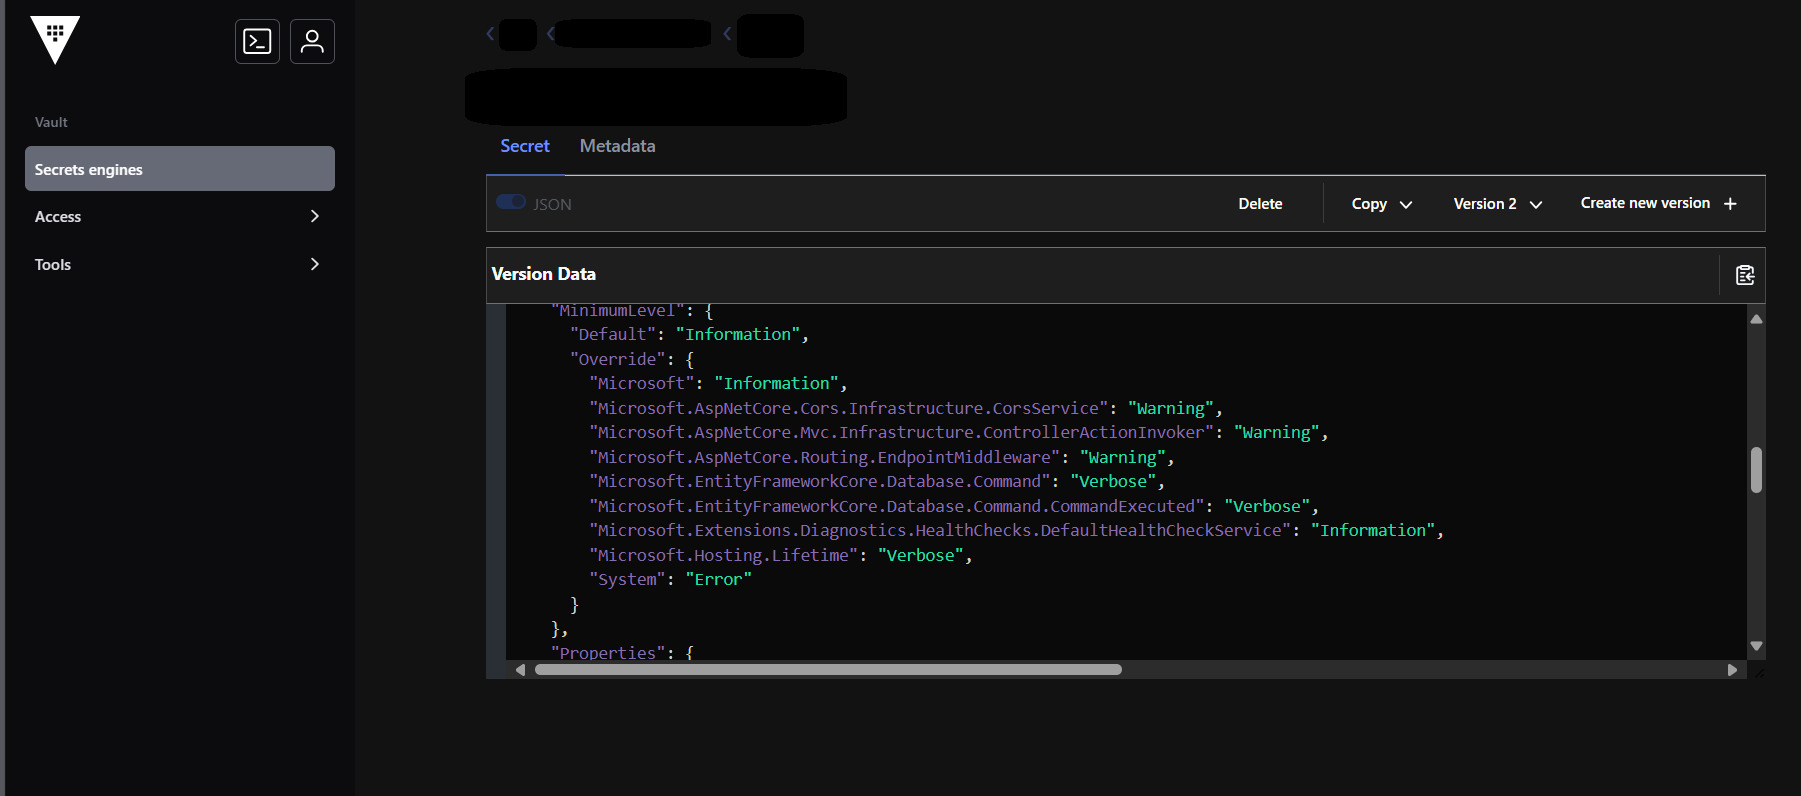 Vault
Secrets engines
Access
Tools
Secret Metadata
JSON Delete Copy Version 2 Create new version +
Version Data
"MinimumLevel": {
"Default": "Information",
"Override": {
"Microsoft": "Information",
"Microsoft.AspNetCore.Cors.Infrastructure.CorsService": "Warning",
"Microsoft.AspNetCore.Mvc.Infrastructure.ControllerActionInvoker": "Warning",
"Microsoft.AspNetCore.Routing.EndpointMiddleware": "Warning",
"Microsoft.EntityFrameworkCore.Database.Command": "Verbose",
"Microsoft.EntityFrameworkCore.Database.Command.CommandExecuted": "Verbose",
"Microsoft.Extensions.Diagnostics.HealthChecks.DefaultHealthCheckService": "Information",
"Microsoft.Hosting.Lifetime": "Verbose",
"System": "Error"
}
},
"Properties": {